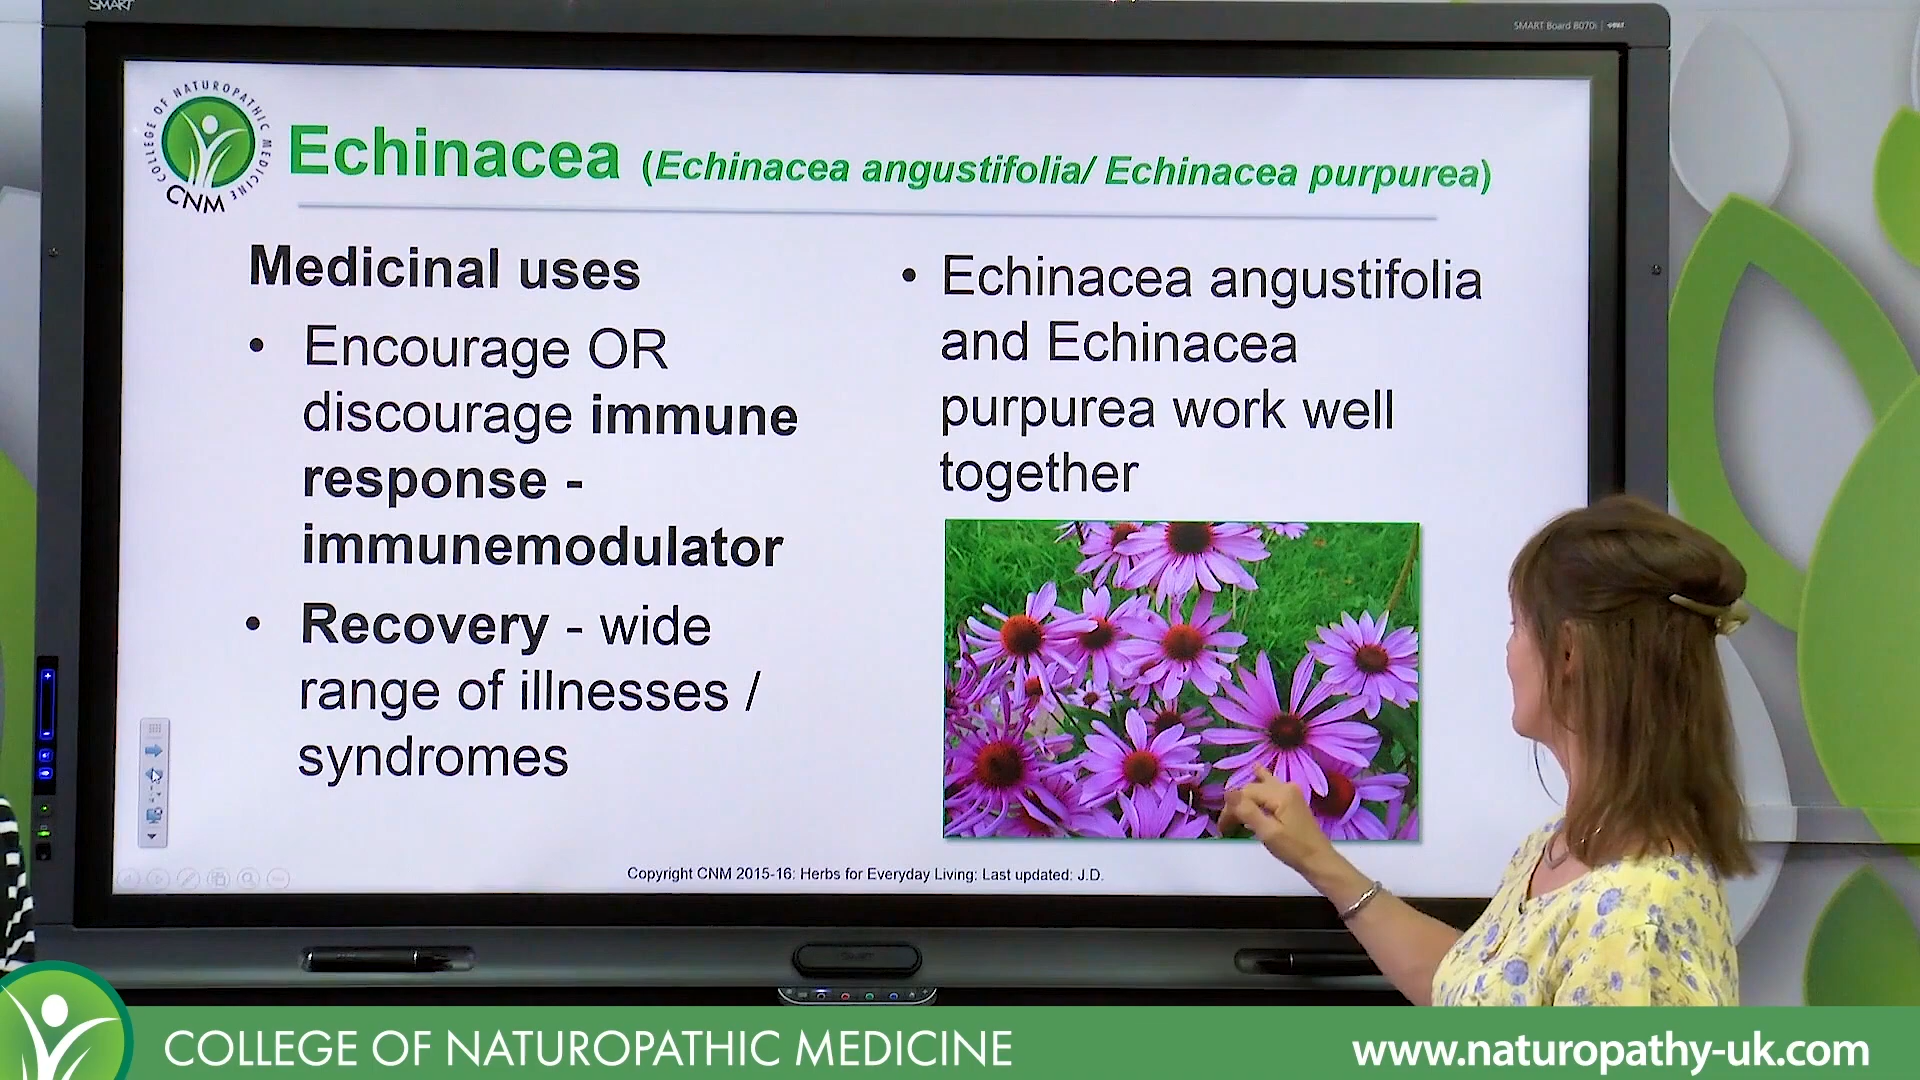 SMART
SMART Board 8070i
COLLEGE OF NATUROPATHIC MEDICINE
CNM
Echinacea (Echinacea angustifolia/ Echinacea purpurea)
Medicinal uses
• Encourage OR
discourage immune
response -
immunemodulator
• Recovery - wide
range of illnesses /
syndromes
• Echinacea angustifolia
and Echinacea
purpurea work well
together
Copyright CNM 2015-16: Herbs for Everyday Living: Last updated: J.D.
SMART
COLLEGE OF NATUROPATHIC MEDICINE
www.naturopathy-uk.com